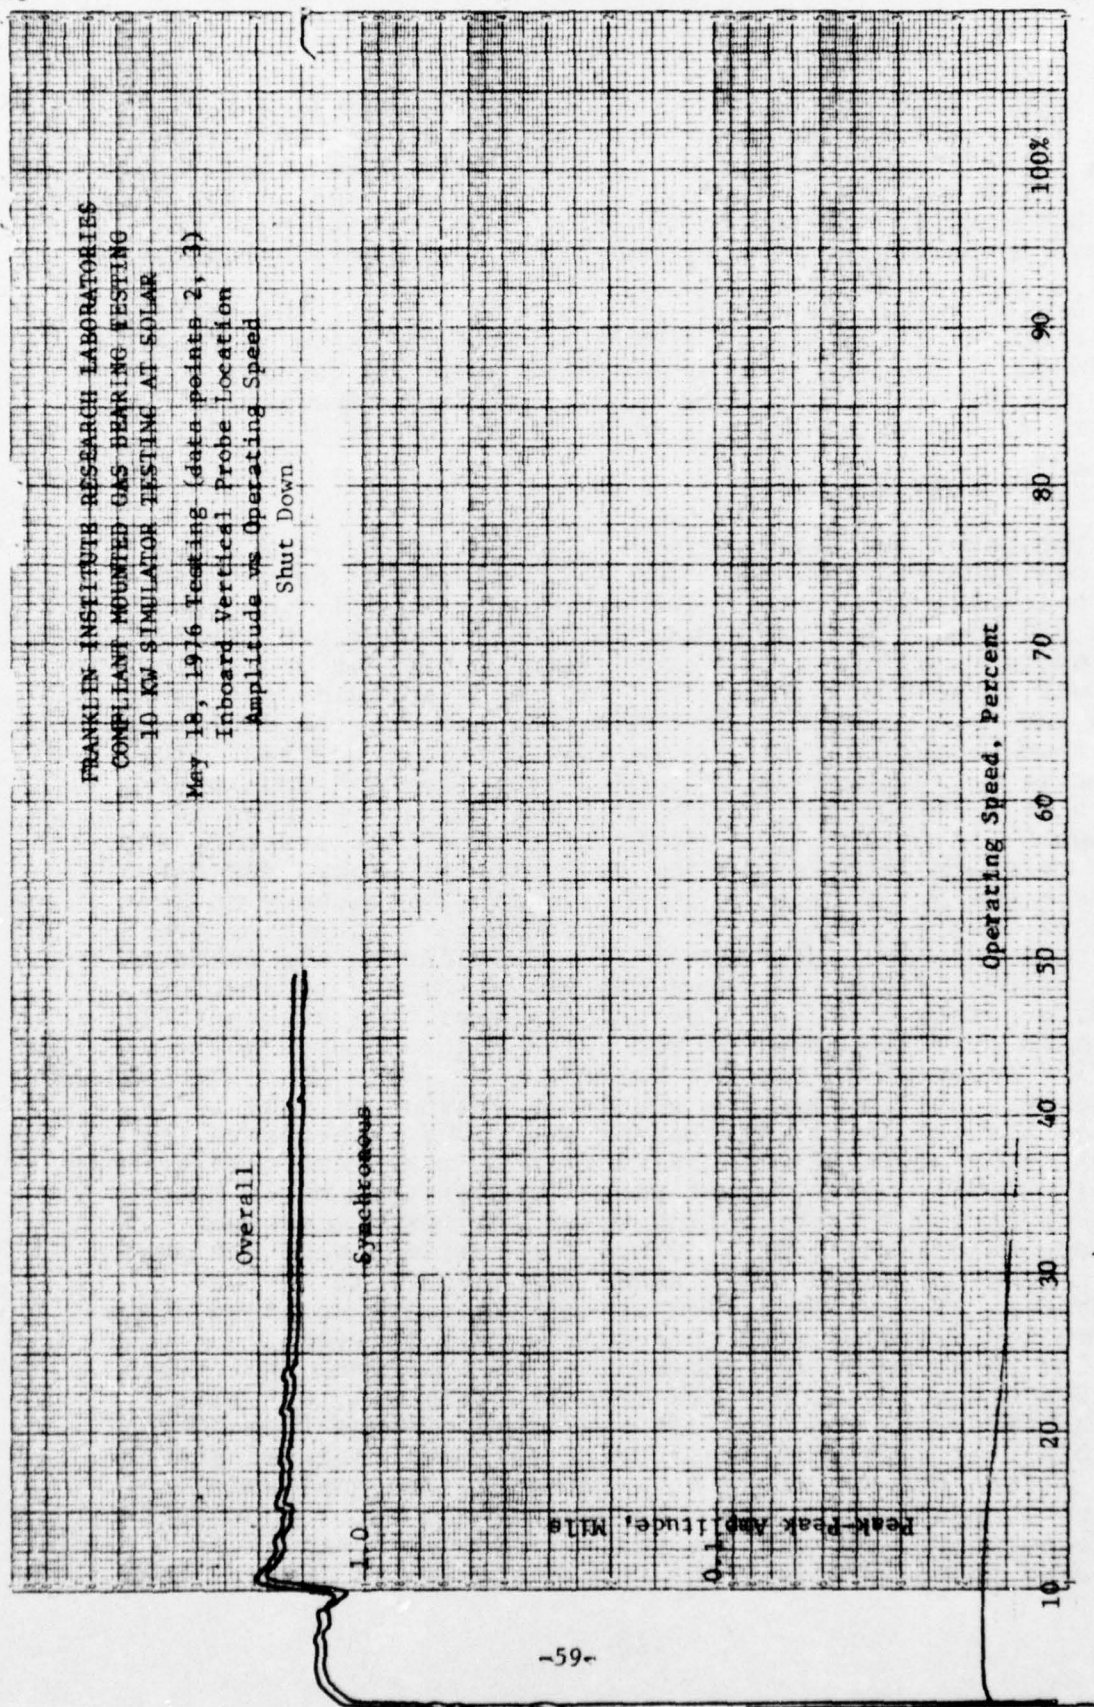 FRANKLIN INSTITUTE RESEARCH LABORATORIES
COMPLIANT MOUNTED GAS BEARING TESTING
10 KW SIMULATOR TESTING AT SOLAR
May 18, 1976 Testing (data points 2, 3)
Inboard Vertical Probe Location
Amplitude vs Operating Speed
Shut Down
Overall
Synchronous
1.0
0.1
Peak-Peak Amplitude, Mils
10 20 30 40 50 60 70 80 90 100%
Operating Speed, Percent
-59-